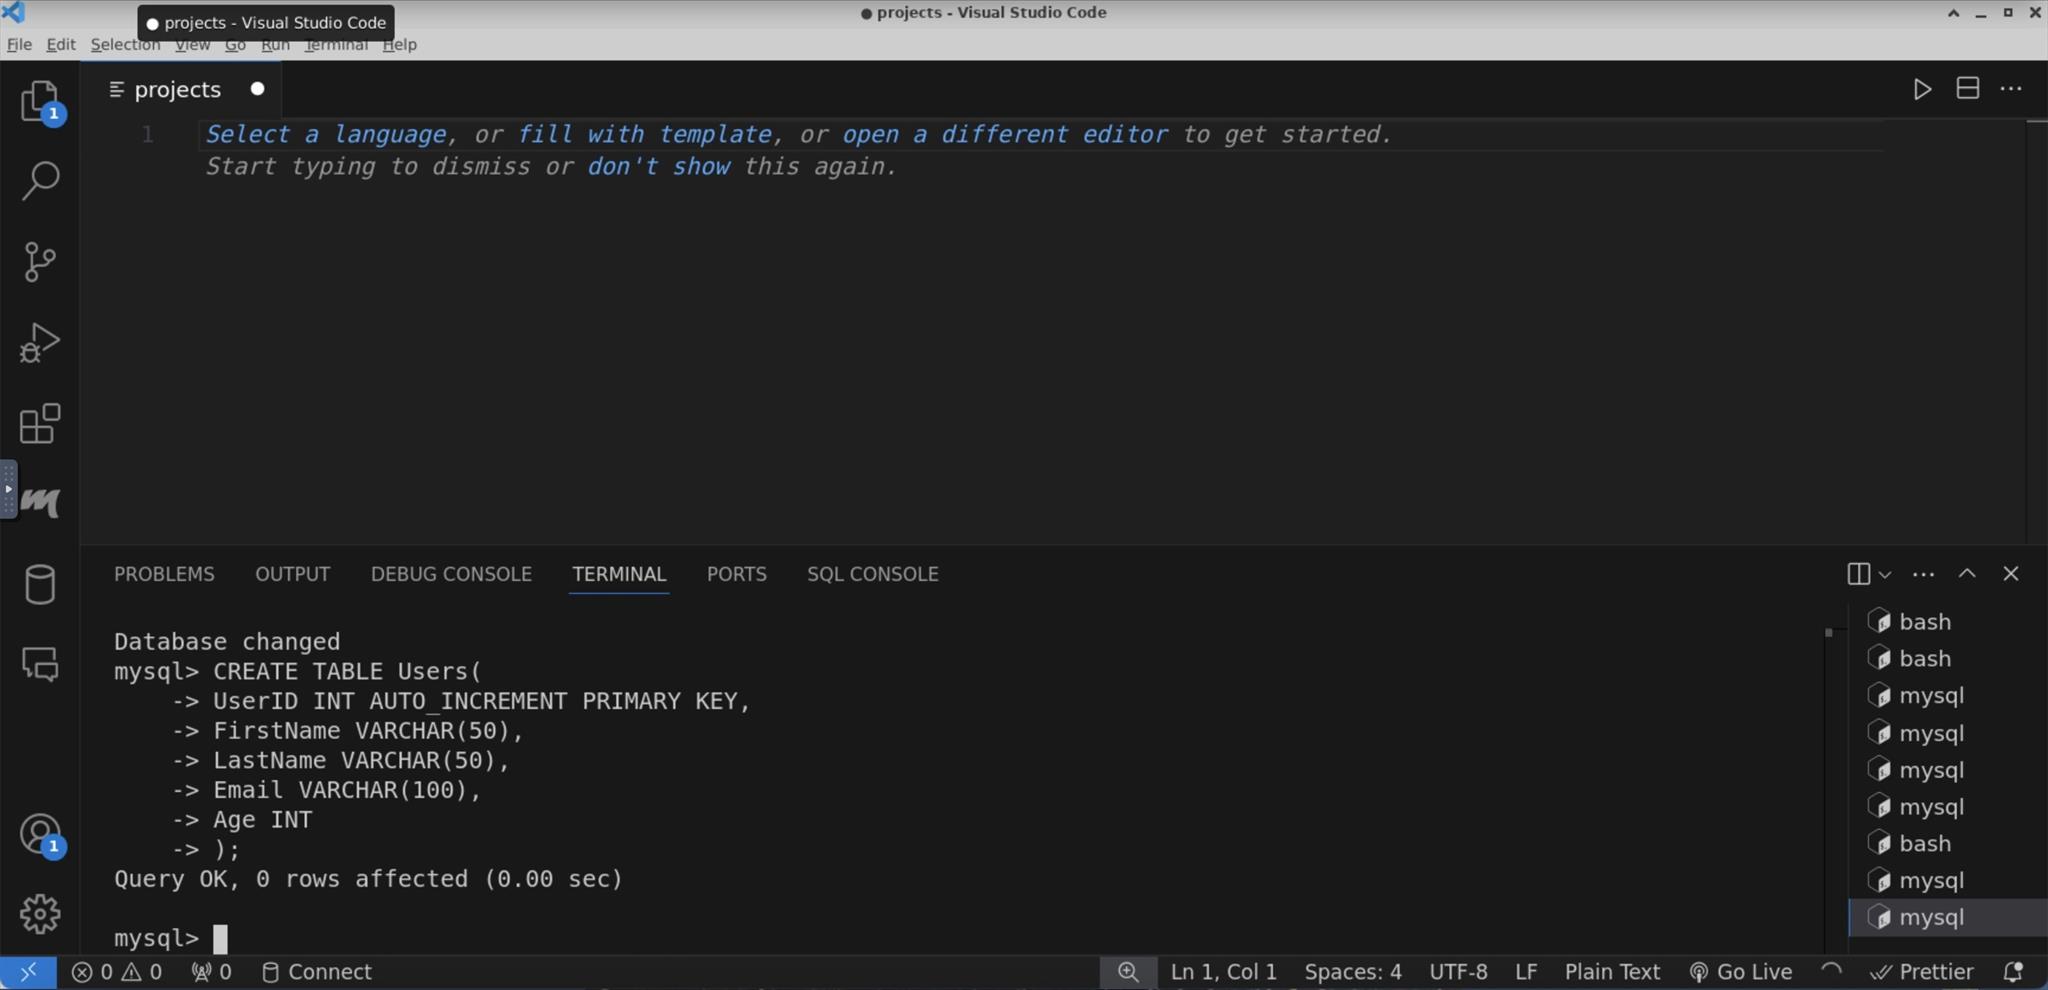 ● projects - Visual Studio Code
● projects - Visual Studio Code
File Edit Selection View Go Run Terminal Help
projects
1
1 Select a language, or fill with template, or open a different editor to get started.
Start typing to dismiss or don't show this again.
PROBLEMS OUTPUT DEBUG CONSOLE TERMINAL PORTS SQL CONSOLE
Database changed
mysql> CREATE TABLE Users(
-> UserID INT AUTO_INCREMENT PRIMARY KEY,
-> FirstName VARCHAR(50),
-> LastName VARCHAR(50),
-> Email VARCHAR(100),
-> Age INT
-> );
Query OK, 0 rows affected (0.00 sec)
mysql>
bash
bash
mysql
mysql
mysql
mysql
bash
mysql
mysql
1
0 0 0 Connect Ln 1, Col 1 Spaces: 4 UTF-8 LF Plain Text Go Live Prettier